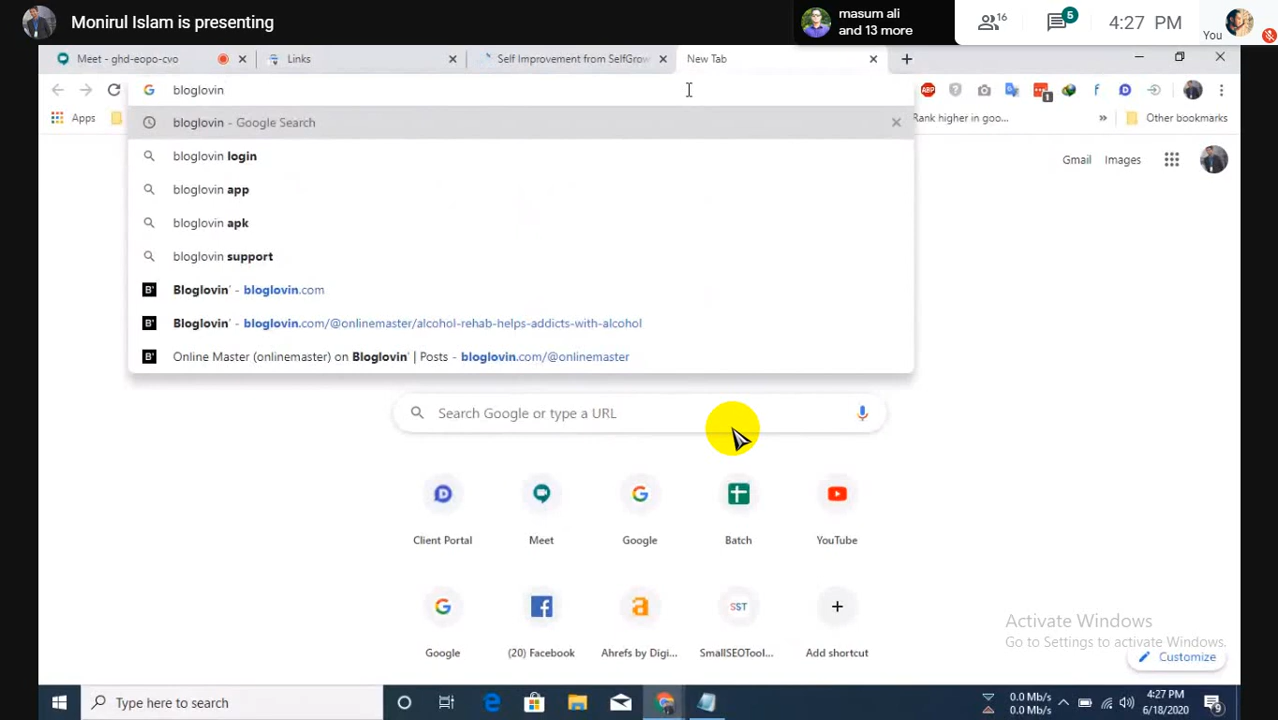 Monirul Islam is presenting
masum ali
and 13 more
16
5
4:27 PM
You
Meet - ghd-eopo-cvo
Links
Self Improvement from SelfGrow
New Tab
bloglovin
ABP
1
Apps
Rank higher in goo...
Other bookmarks
bloglovin - Google Search
bloglovin login
bloglovin app
bloglovin apk
bloglovin support
Bloglovin' - bloglovin.com
Bloglovin' - bloglovin.com/@onlinemaster/alcohol-rehab-helps-addicts-with-alcohol
Online Master (onlinemaster) on Bloglovin' | Posts - bloglovin.com/@onlinemaster
Gmail Images
Search Google or type a URL
Client Portal
Meet
Google
Batch
YouTube
SST
Google
(20) Facebook
Ahrefs by Digi...
SmallSEOTool...
Add shortcut
Activate Windows
Go to Settings to activate Windows.
Customize
Type here to search
0.0 Mb/s
0.0 Mb/s
4:27 PM
6/18/2020
9